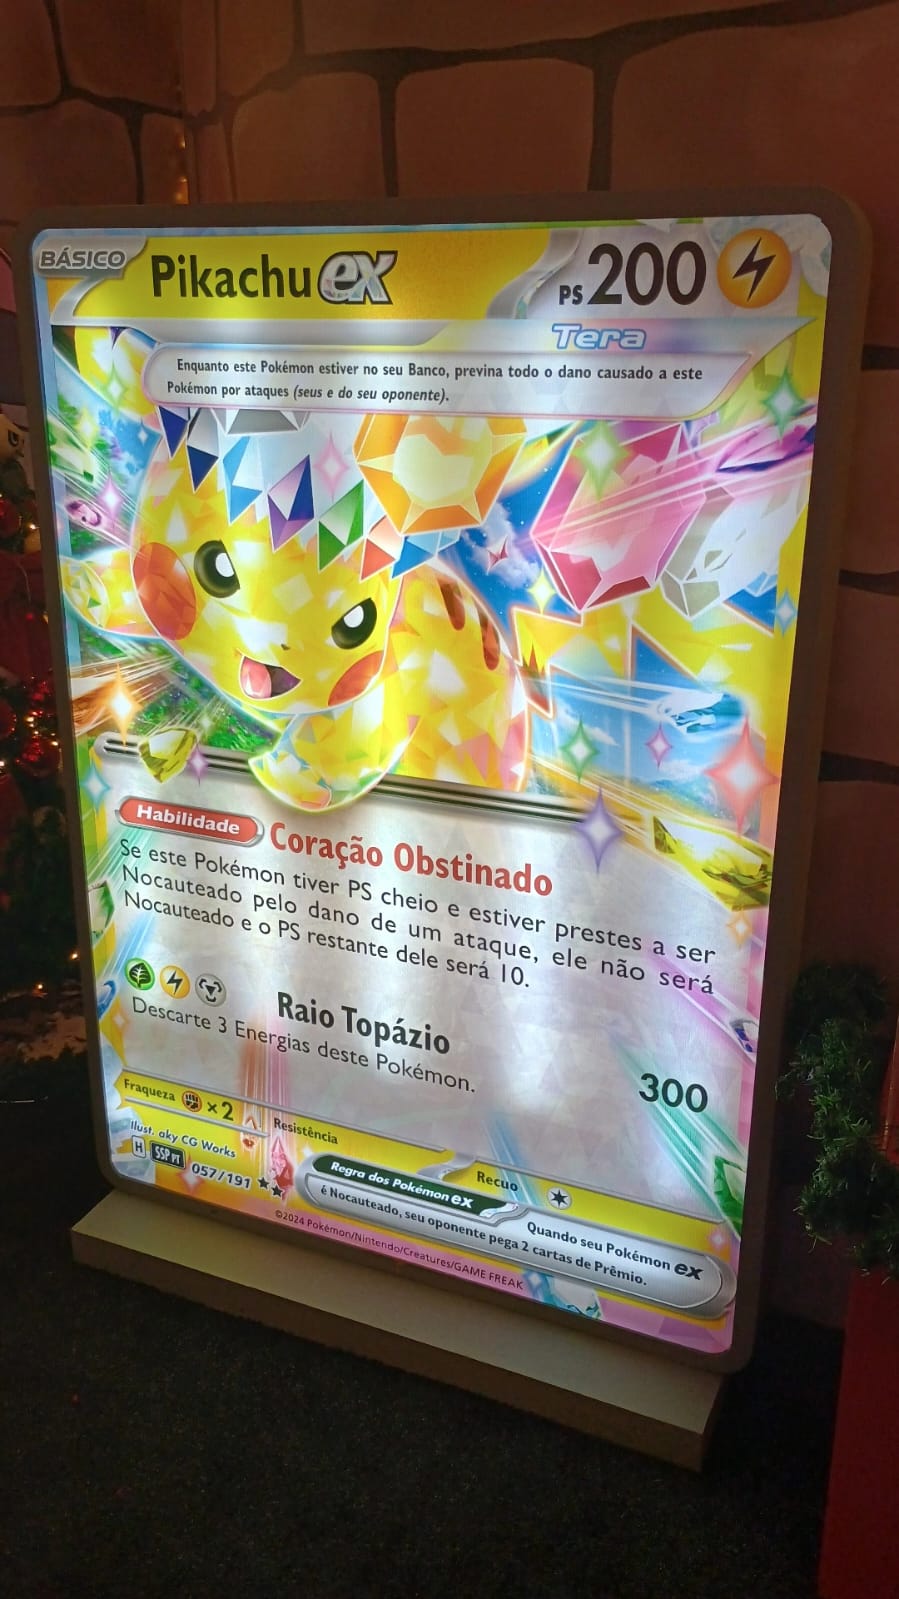 BÁSICO
Pikachu ex
PS 200
Tera
Enquanto este Pokémon estiver no seu Banco, previna todo o dano causado a este
Pokémon por ataques (seus e do seu oponente).
Habilidade
Coração Obstinado
Se este Pokémon tiver PS cheio e estiver prestes a ser
Nocauteado pelo dano de um ataque, ele não será
Nocauteado e o PS restante dele será 10.
Raio Topázio
300
Descarte 3 Energias deste Pokémon.
Fraqueza ×2
Resistência
Recuo
Illust. aky CG Works
H SSP PT 057/191
Regra dos Pokémon ex
Quando seu Pokémon ex
é Nocauteado, seu oponente pega 2 cartas de Prêmio.
©2024 Pokémon/Nintendo/Creatures/GAME FREAK